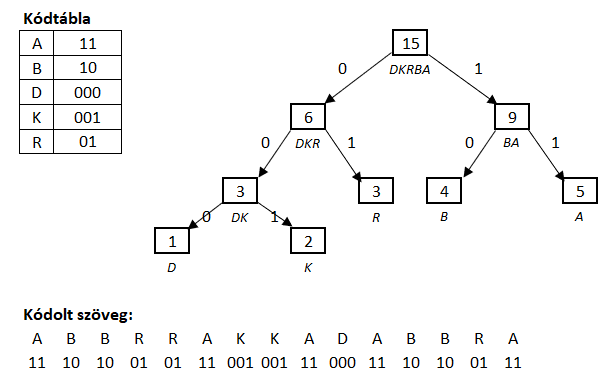 Kódtábla
A 11
B 10
D 000
K 001
R 01
15
DKRBA
0 1
6 9
DKR BA
0 1 0 1
3 3 4 5
DK R B A
0 1
1 2
D K
Kódolt szöveg:
A B B R R A K K A D A B B R A
11 10 10 01 01 11 001 001 11 000 11 10 10 01 11